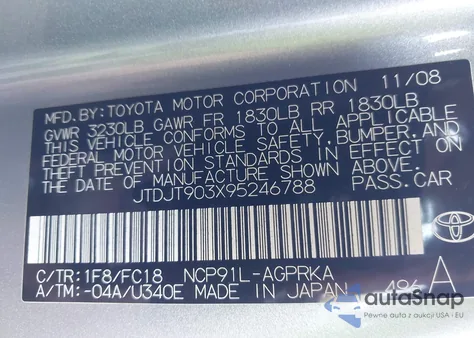 MFD. BY: TOYOTA MOTOR CORPORATION 11/08
GVWR 3230LB GAWR FR 1830LB RR 1830LB
THIS VEHICLE CONFORMS TO ALL APPLICABLE
FEDERAL MOTOR VEHICLE SAFETY, BUMPER, AND
THEFT PREVENTION STANDARDS IN EFFECT ON
THE DATE OF MANUFACTURE SHOWN ABOVE.
JTDJT903X95246788 PASS. CAR
C/TR: 1F8/FC18 NCP91L-AGPRKA
A/TM: -04A/U340E MADE IN JAPAN 496 A
TOYOTA
autoSnap
Pewne auta z licytacji USA - EU